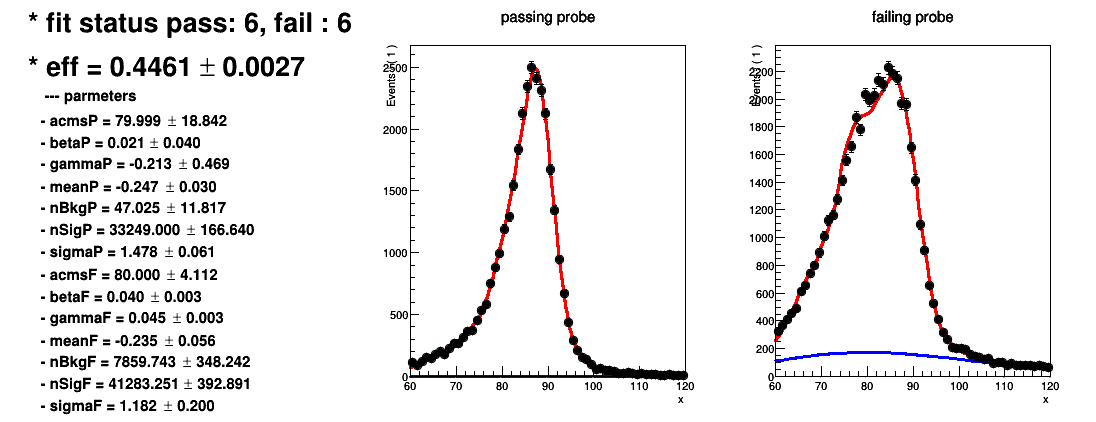 * fit status pass: 6, fail : 6
* eff = 0.4461 ± 0.0027
--- parmeters
- acmsP = 79.999 ± 18.842
- betaP = 0.021 ± 0.040
- gammaP = -0.213 ± 0.469
- meanP = -0.247 ± 0.030
- nBkgP = 47.025 ± 11.817
- nSigP = 33249.000 ± 166.640
- sigmaP = 1.478 ± 0.061
- acmsF = 80.000 ± 4.112
- betaF = 0.040 ± 0.003
- gammaF = 0.045 ± 0.003
- meanF = -0.235 ± 0.056
- nBkgF = 7859.743 ± 348.242
- nSigF = 41283.251 ± 392.891
- sigmaF = 1.182 ± 0.200
passing probe
Events / ( 1 )
2500
2000
1500
1000
500
0
60 70 80 90 100 110 120
x
failing probe
Events / ( 1 )
2200
2000
1800
1600
1400
1200
1000
800
600
400
200
0
60 70 80 90 100 110 120
x